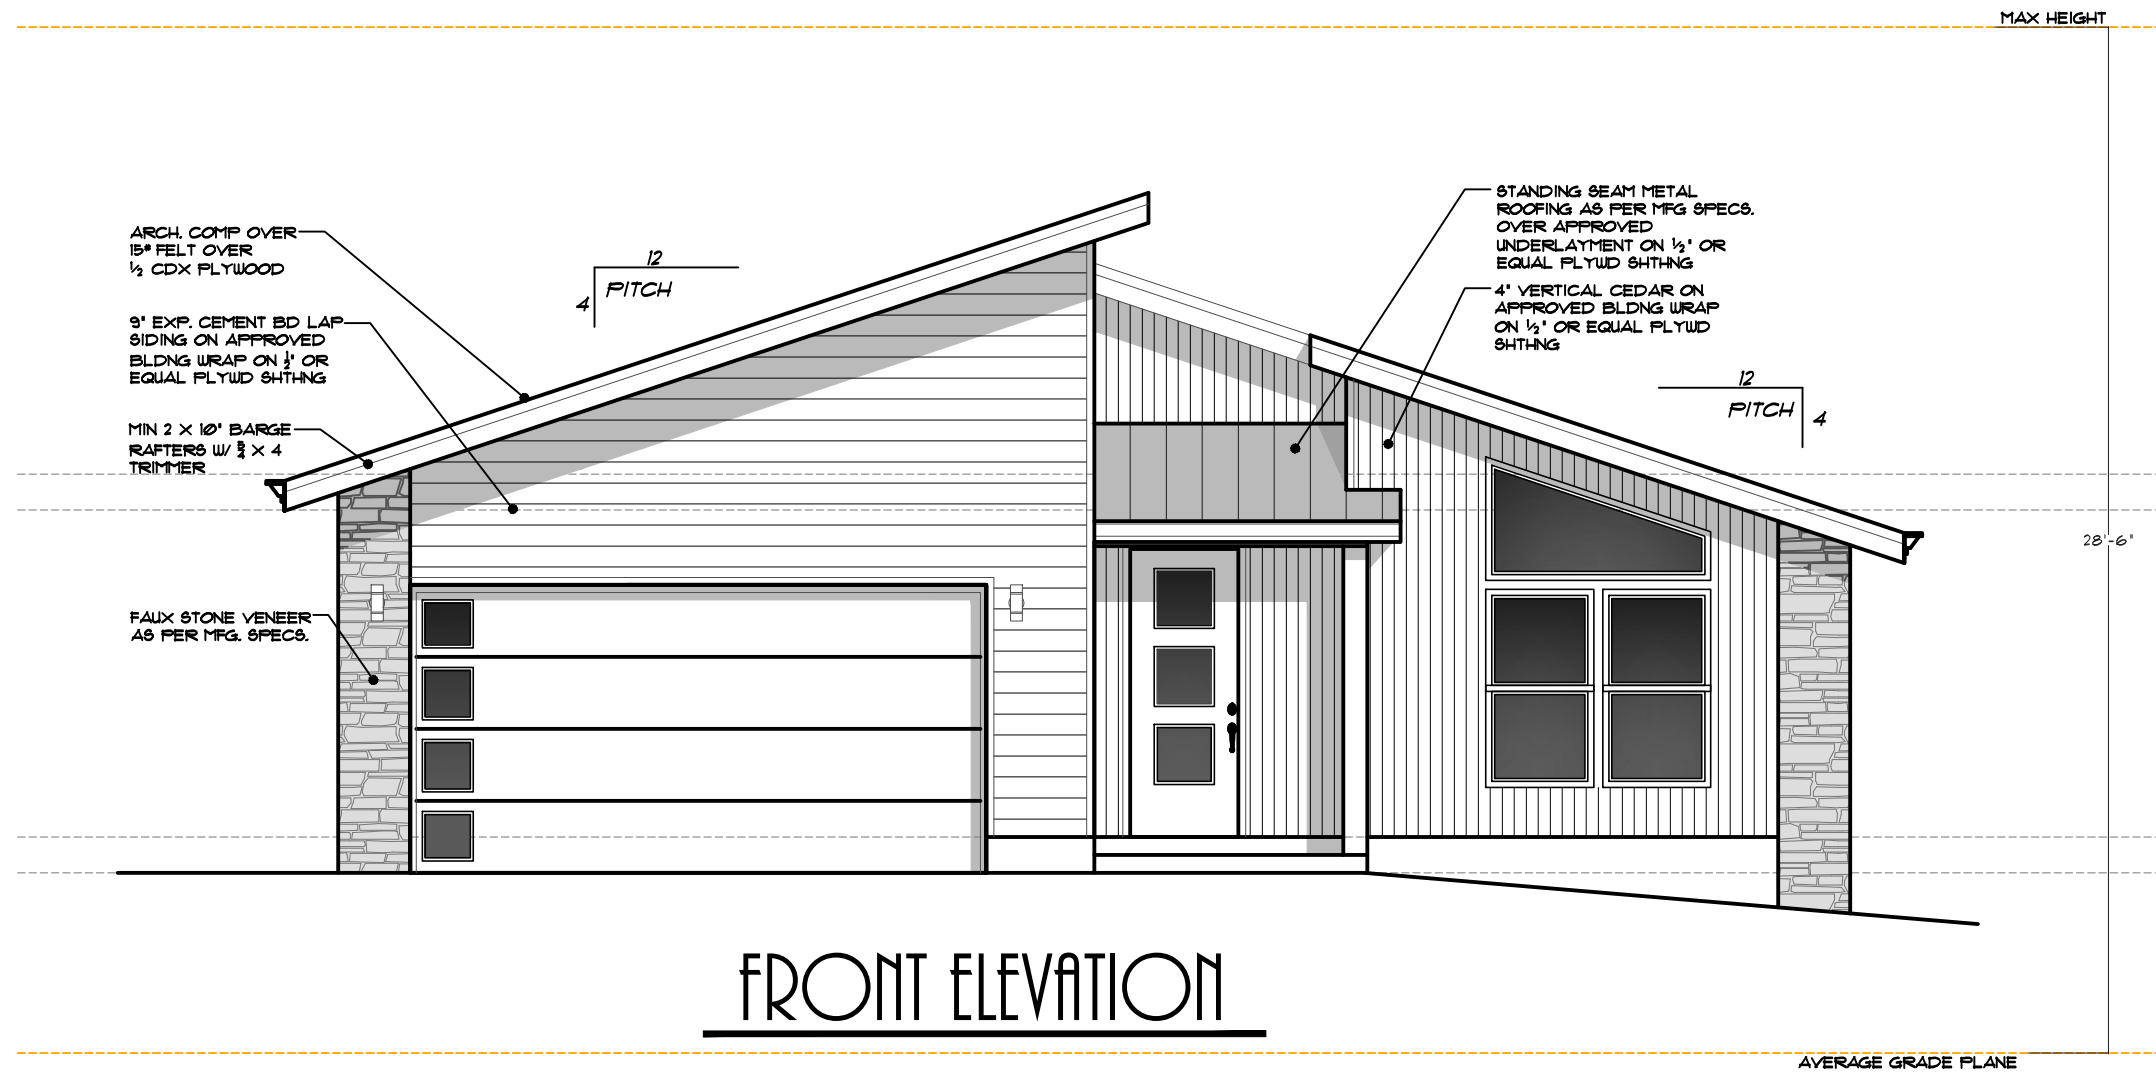 MAX HEIGHT
ARCH. COMP OVER
15# FELT OVER
½ CDX PLYWOOD
9" EXP. CEMENT BD LAP
SIDING ON APPROVED
BLDNG WRAP ON ½" OR
EQUAL PLYWD SHTHNG
MIN 2 X 10" BARGE
RAFTERS W/ 5/4 X 4
TRIMMER
FAUX STONE VENEER
AS PER MFG. SPECS.
12
4
PITCH
STANDING SEAM METAL
ROOFING AS PER MFG SPECS.
OVER APPROVED
UNDERLAYMENT ON ½" OR
EQUAL PLYWD SHTHNG
4" VERTICAL CEDAR ON
APPROVED BLDNG WRAP
ON ½" OR EQUAL PLYWD
SHTHNG
12
PITCH
4
28'-6"
FRONT ELEVATION
AVERAGE GRADE PLANE